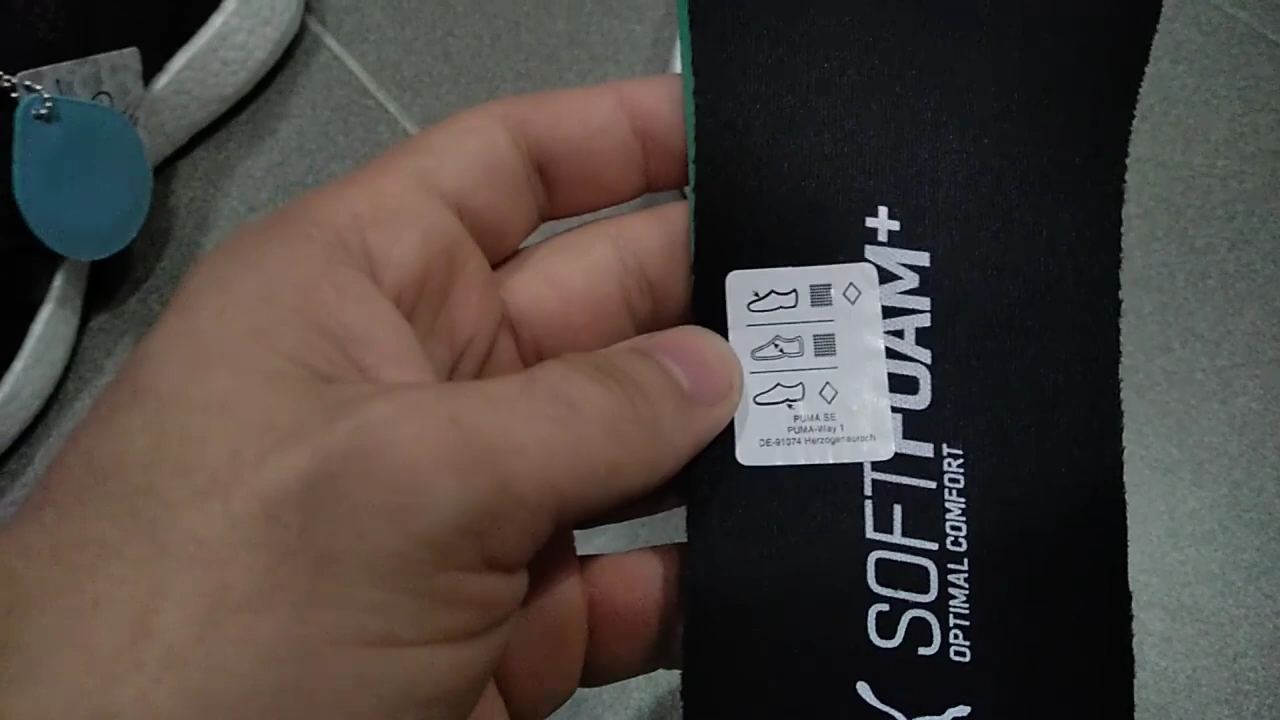 SOFTFOAM+
OPTIMAL COMFORT
PUMA SE
PUMA-Way 1
DE-91074 Herzogenaurach